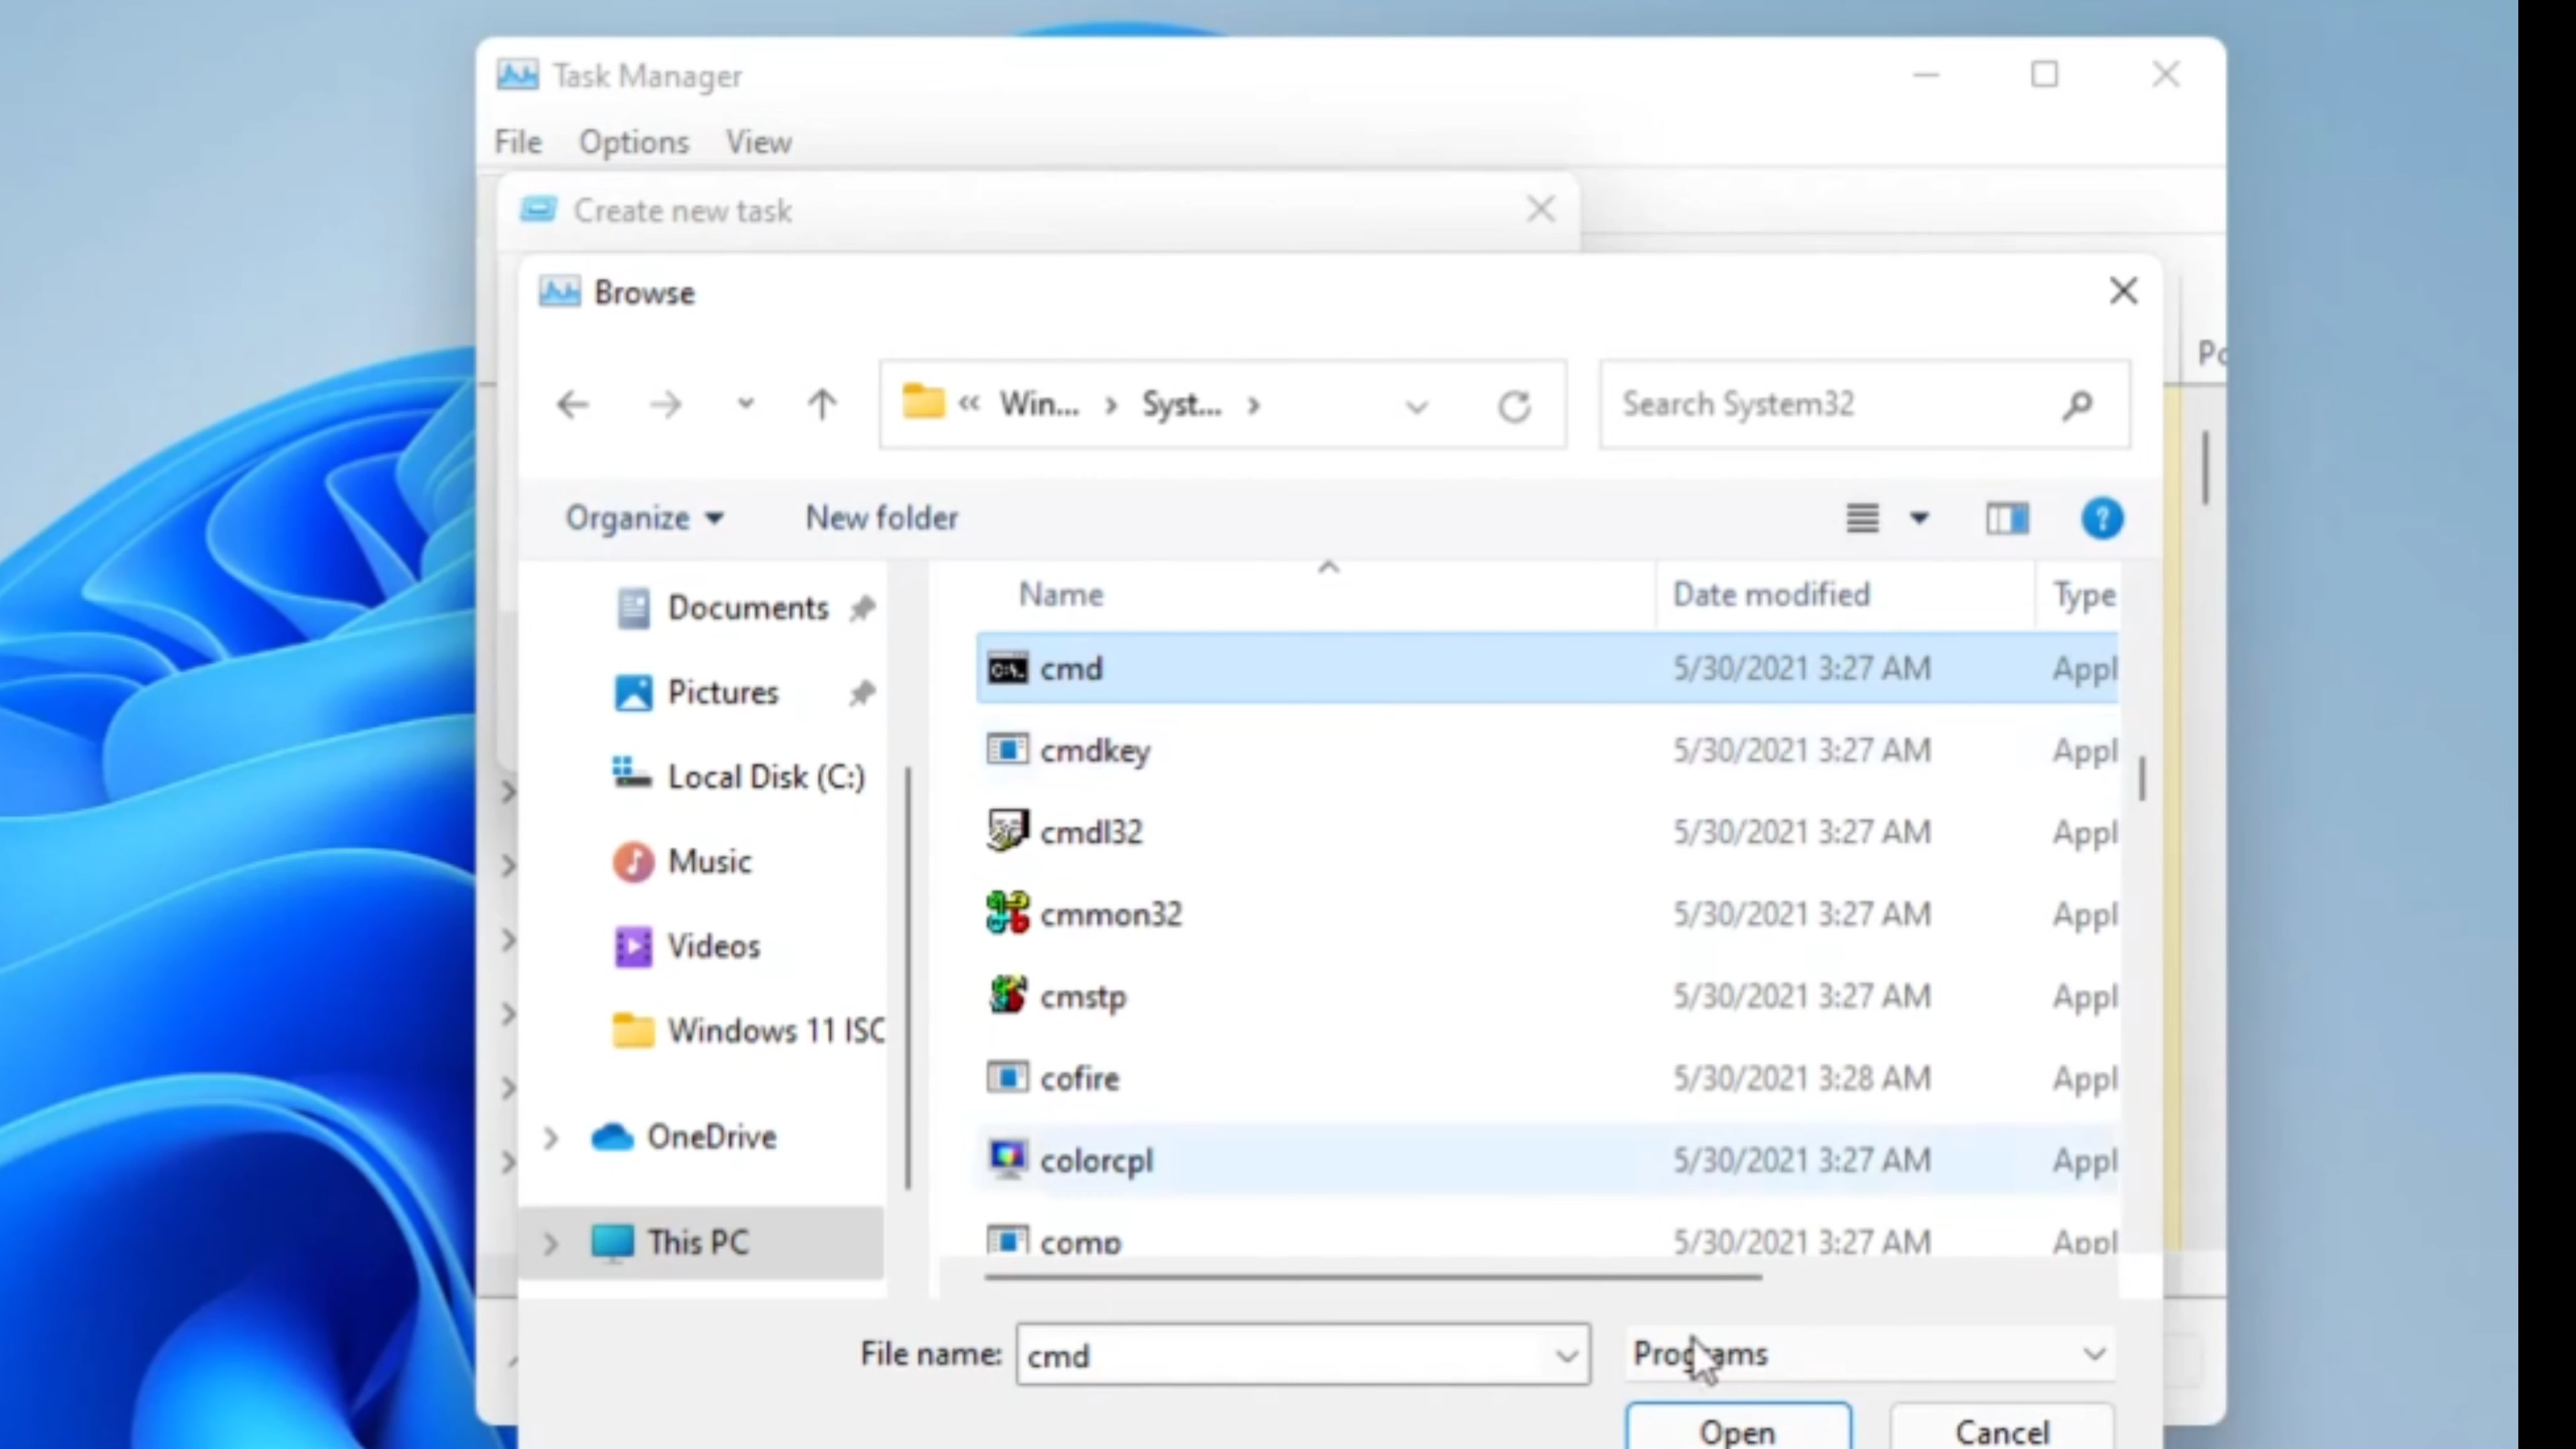 Task Manager
File Options View
Create new task
Browse
Po
« Win... › Syst... ›
Search System32
Organize
New folder
Name
Date modified
Type
Documents
Pictures
Local Disk (C:)
Music
Videos
Windows 11 ISO
OneDrive
This PC
cmd 5/30/2021 3:27 AM Appl
cmdkey 5/30/2021 3:27 AM Appl
cmdl32 5/30/2021 3:27 AM Appl
cmmon32 5/30/2021 3:27 AM Appl
cmstp 5/30/2021 3:27 AM Appl
cofire 5/30/2021 3:28 AM Appl
colorcpl 5/30/2021 3:27 AM Appl
comp 5/30/2021 3:27 AM Appl
File name: cmd
Programs
Open
Cancel